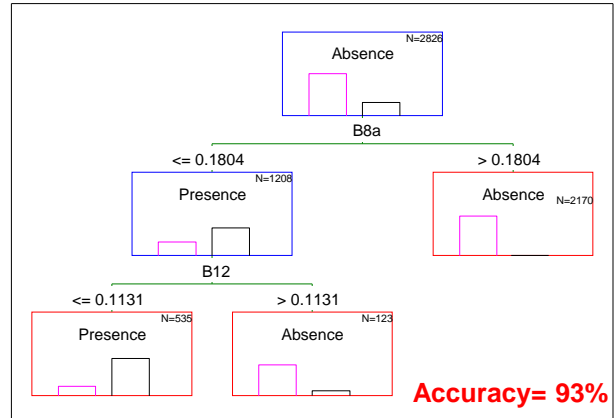 N=2826
Absence
B8a
<= 0.1804
> 0.1804
N=1208
Presence
Absence
N=2170
B12
<= 0.1131
> 0.1131
N=535
Presence
N=123
Absence
Accuracy= 93%